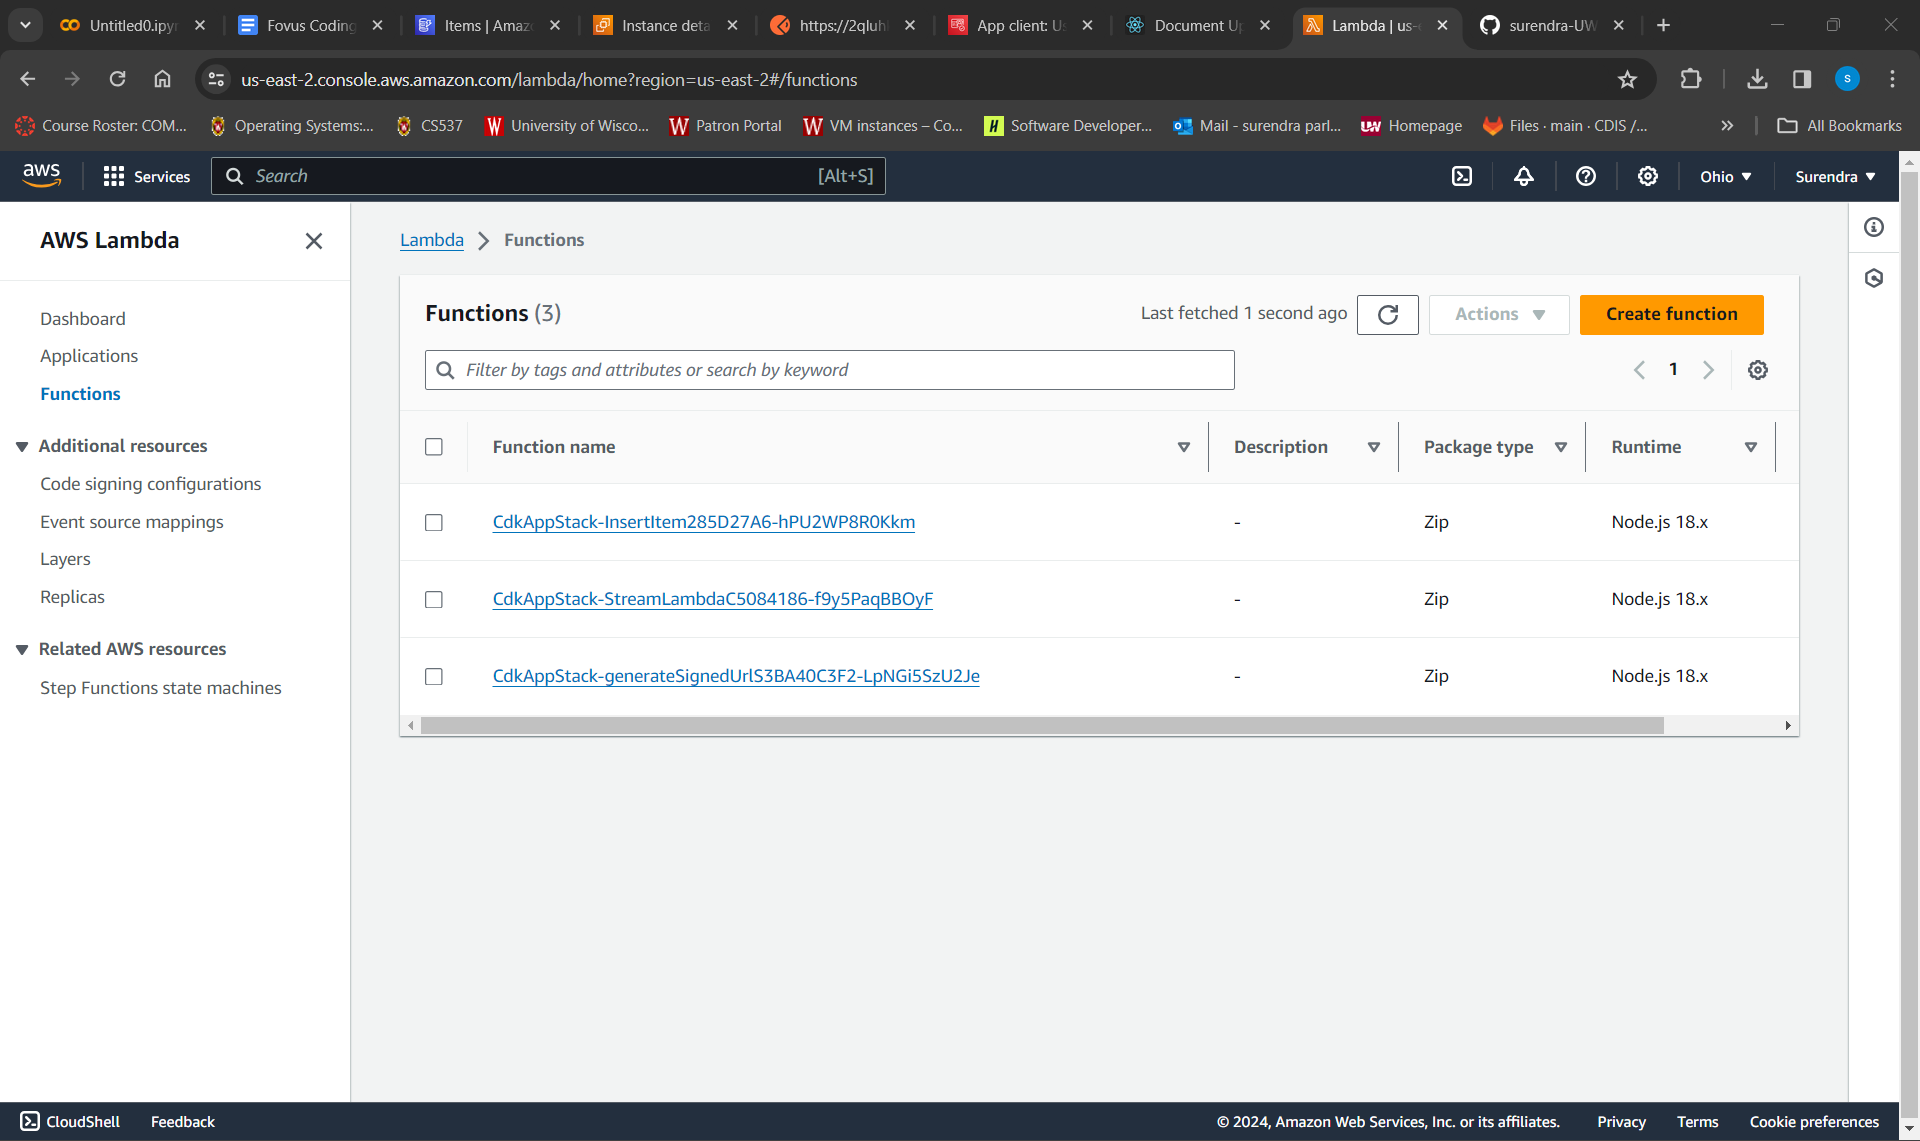 Untitled0.ipy
Fovus Coding
Items | Amaz
Instance deta
https://2qluh
App client: Us
Document Up
Lambda | us-
surendra-UW
us-east-2.console.aws.amazon.com/lambda/home?region=us-east-2#/functions
S
Course Roster: COM...
Operating Systems:...
CS537
University of Wisco...
Patron Portal
VM instances – Co...
Software Developer...
Mail - surendra parl...
Homepage
Files · main · CDIS /...
All Bookmarks
aws
Services
Search
[Alt+S]
Ohio
Surendra
AWS Lambda
Dashboard
Applications
Functions
Additional resources
Code signing configurations
Event source mappings
Layers
Replicas
Related AWS resources
Step Functions state machines
Lambda > Functions
Functions (3)
Last fetched 1 second ago
Actions
Create function
Filter by tags and attributes or search by keyword
1
Function name
Description
Package type
Runtime
CdkAppStack-InsertItem285D27A6-hPU2WP8R0Kkm
-
Zip
Node.js 18.x
CdkAppStack-StreamLambdaC5084186-f9y5PaqBBOyF
-
Zip
Node.js 18.x
CdkAppStack-generateSignedUrlS3BA40C3F2-LpNGi5SzU2Je
-
Zip
Node.js 18.x
CloudShell
Feedback
© 2024, Amazon Web Services, Inc. or its affiliates.
Privacy
Terms
Cookie preferences